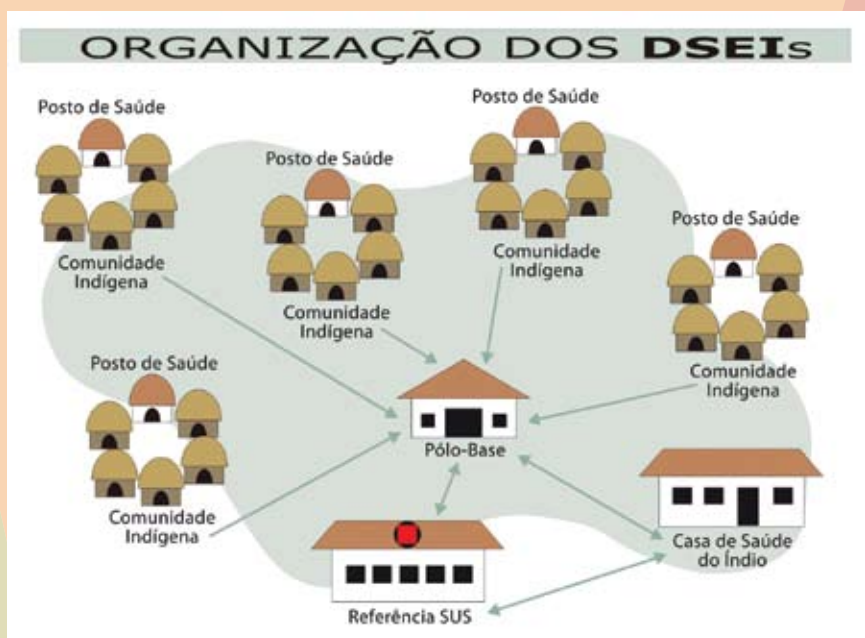 ORGANIZAÇÃO DOS DSEIs
Posto de Saúde
Comunidade
Indígena
Posto de Saúde
Comunidade
Indígena
Posto de Saúde
Comunidade
Indígena
Posto de Saúde
Comunidade
Indígena
Posto de Saúde
Comunidade
Indígena
Pólo-Base
Casa de Saúde
do Índio
Referência SUS